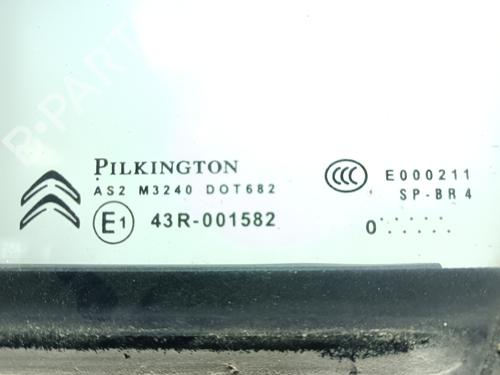 B-PARTS
PILKINGTON
AS2 M3240 DOT682
E1 43R-001582
CCC E000211
SP-BR4
0